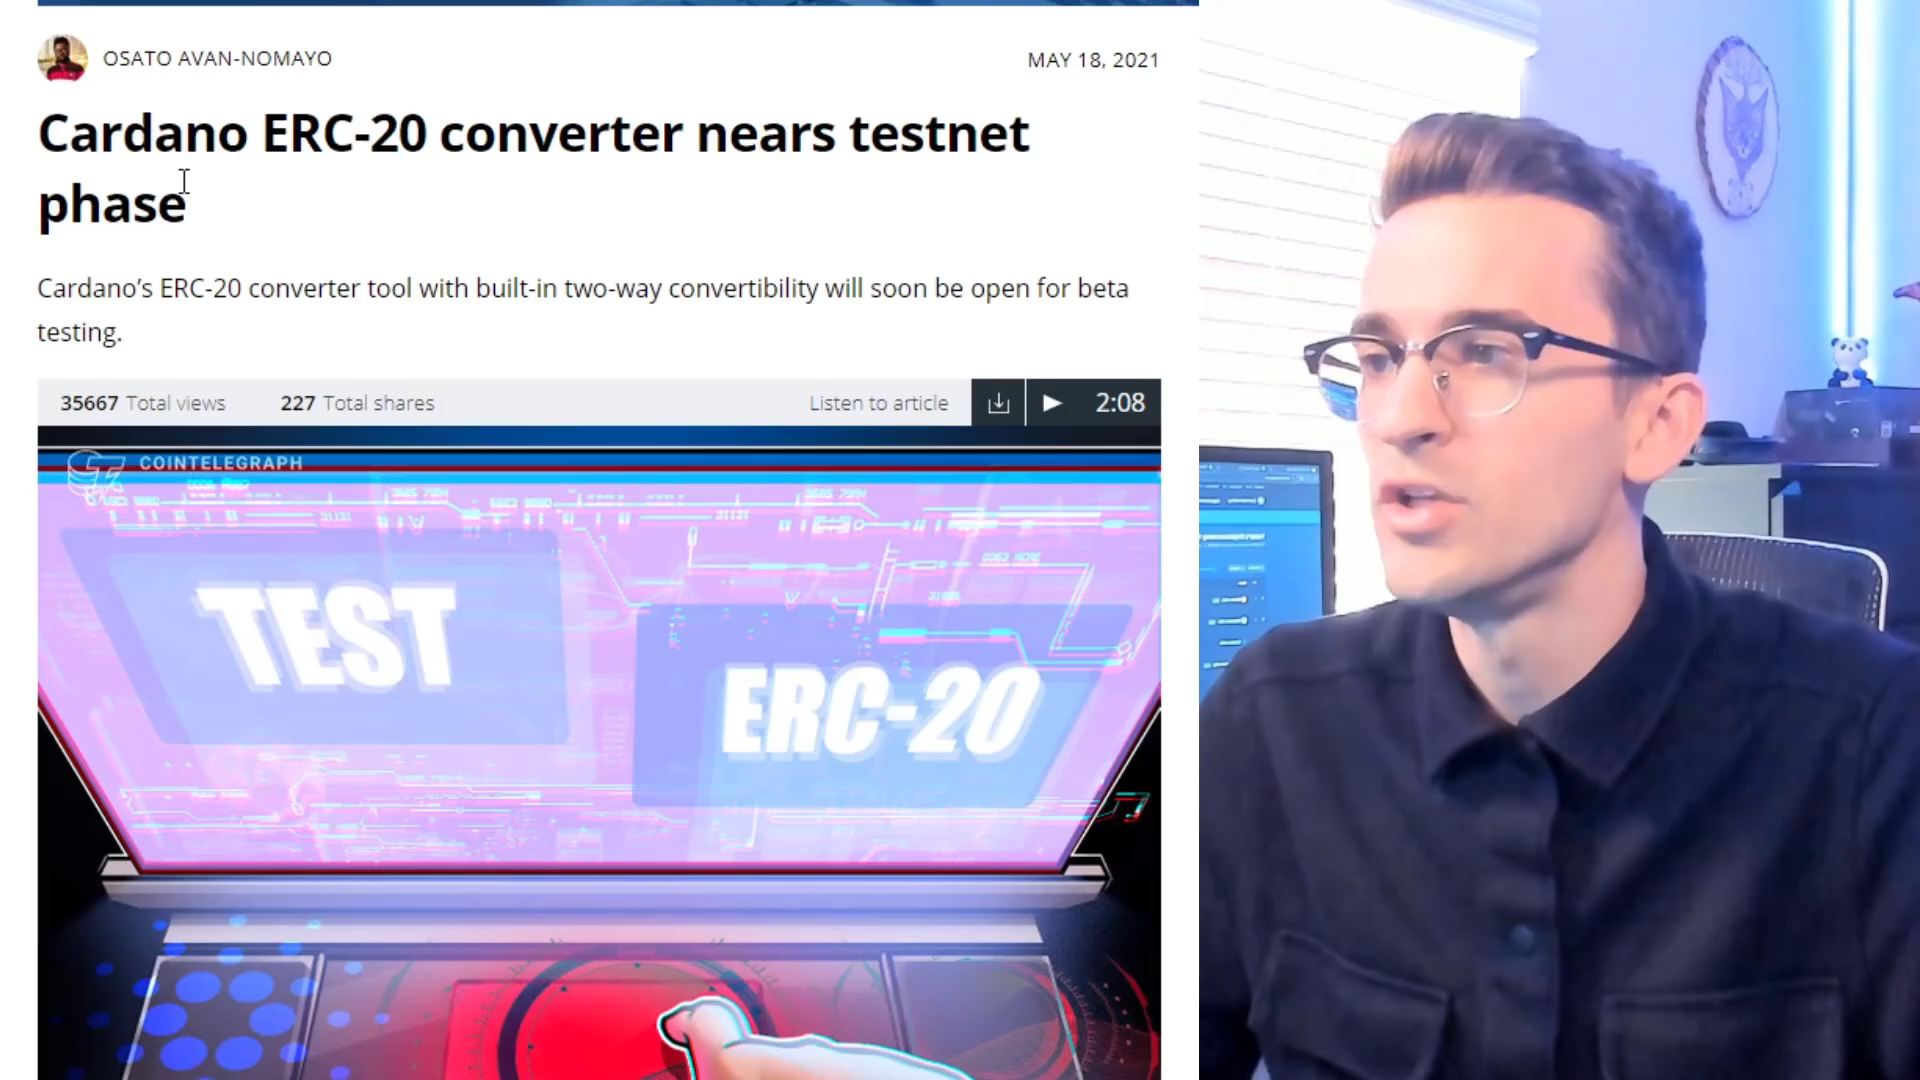 OSATO AVAN-NOMAYO
MAY 18, 2021
Cardano ERC-20 converter nears testnet
phase
Cardano’s ERC-20 converter tool with built-in two-way convertibility will soon be open for beta
testing.
35667 Total views 227 Total shares
Listen to article 2:08
COINTELEGRAPH
TEST
ERC-20